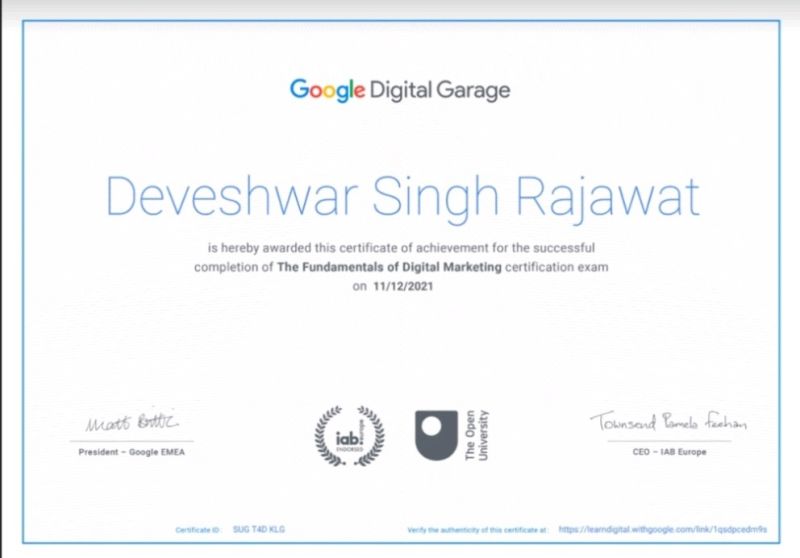 Google Digital Garage
Deveshwar Singh Rajawat
is hereby awarded this certificate of achievement for the successful
completion of The Fundamentals of Digital Marketing certification exam
on 11/12/2021
Matt Brittin
Townsend Pamela Feehan
President – Google EMEA
iab.europe
ENDORSED
The Open
University
CEO – IAB Europe
Certificate ID : SUG T4D KLG
Verify the authenticity of this certificate at : https://learndigital.withgoogle.com/link/1qsdpcedm9s